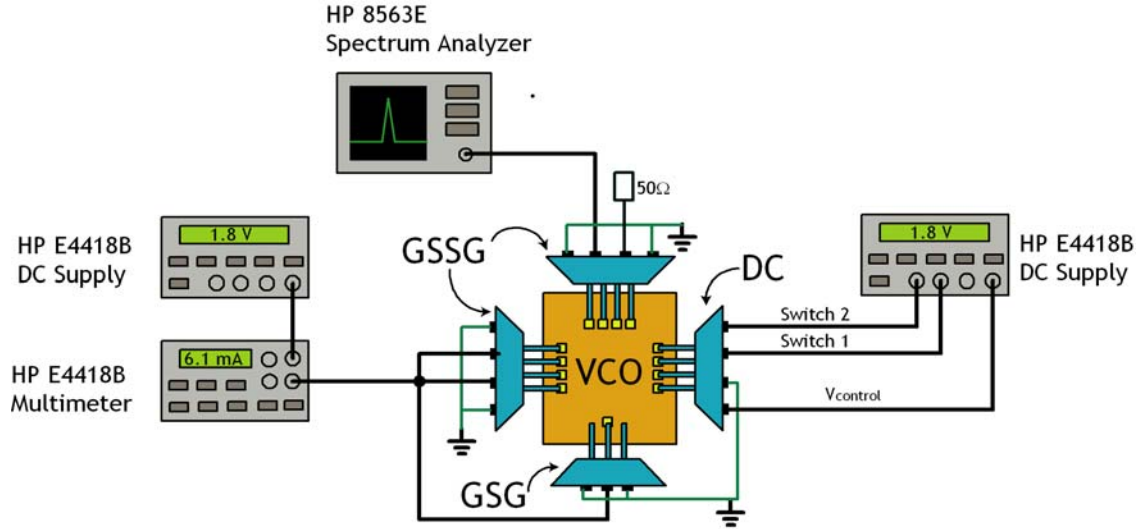 HP 8563E
Spectrum Analyzer
50Ω
HP E4418B
DC Supply
1.8 V
GSSG
DC
1.8 V
HP E4418B
DC Supply
Switch 2
Switch 1
HP E4418B
Multimeter
6.1 mA
VCO
Vcontrol
GSG